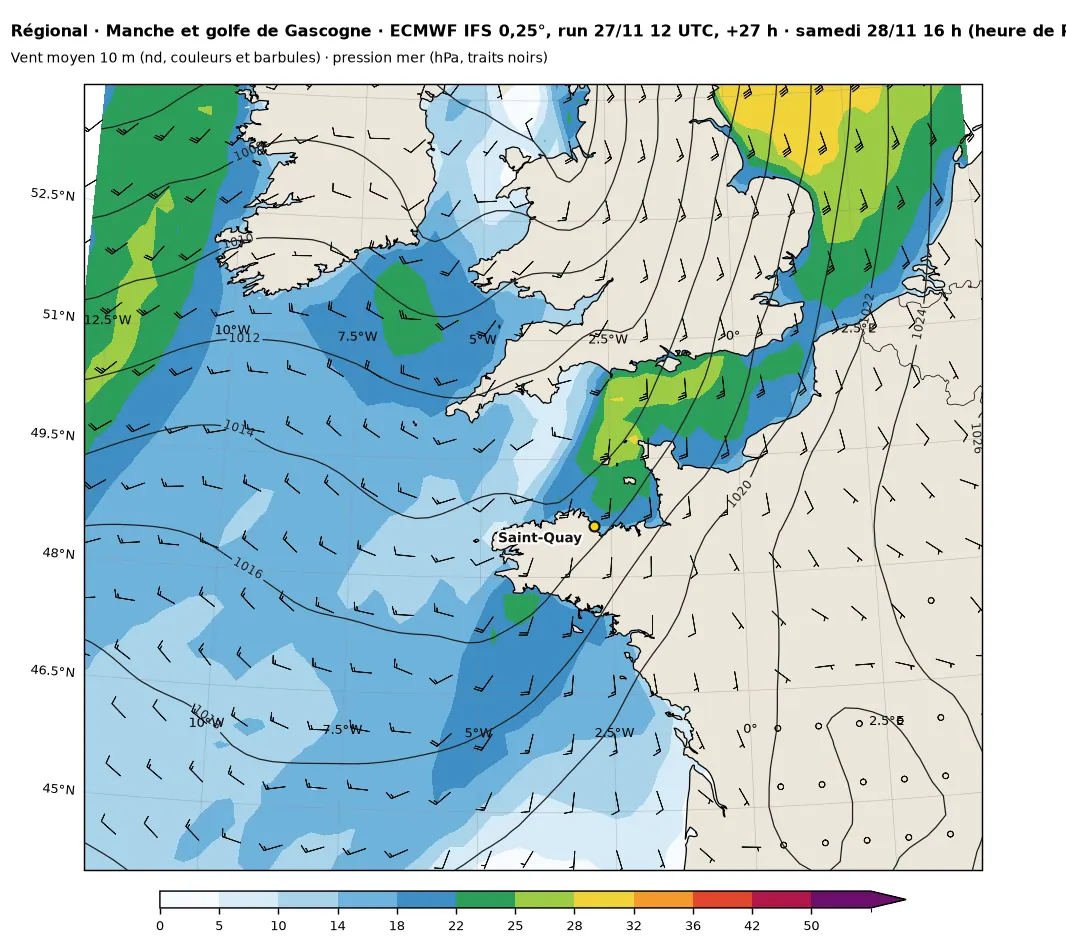 Régional · Manche et golfe de Gascogne · ECMWF IFS 0,25°, run 27/11 12 UTC, +27 h · samedi 28/11 16 h (heure de
Vent moyen 10 m (nd, couleurs et barbules) · pression mer (hPa, traits noirs)
52.5°N
1010
51°N
12.5°W
10°W
7.5°W
5°W
2.5°W
0°
2.5°E
1012
1022
1024
49.5°N
1014
1026
1020
48°N
Saint-Quay
1016
46.5°N
1018
10°W
7.5°W
5°W
2.5°W
0°
45°N
0 5 10 14 18 22 25 28 32 36 42 50